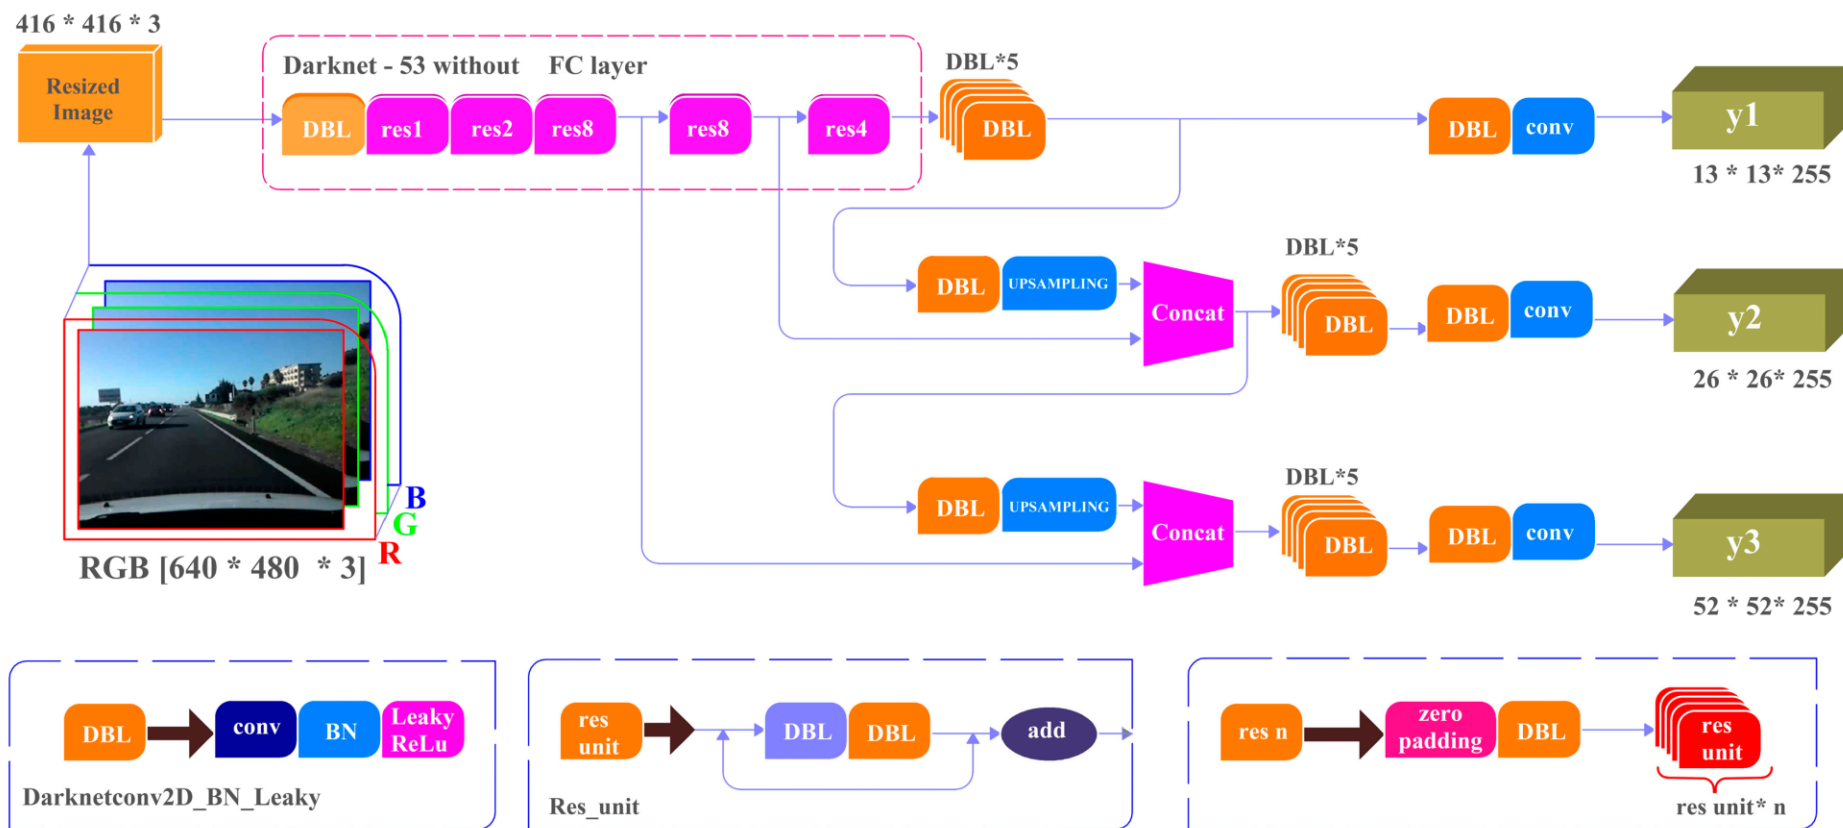 416 * 416 * 3
Resized
Image
Darknet - 53 without FC layer
DBL
res1
res2
res8
res8
res4
DBL*5
DBL
DBL
conv
y1
13 * 13* 255
DBL
UPSAMPLING
Concat
DBL*5
DBL
DBL
conv
y2
26 * 26* 255
DBL
UPSAMPLING
Concat
DBL*5
DBL
DBL
conv
y3
52 * 52* 255
B
G
R
RGB [640 * 480 * 3]
DBL
conv
BN
Leaky
ReLu
Darknetconv2D_BN_Leaky
res
unit
DBL
DBL
add
Res_unit
res n
zero
padding
DBL
res
unit
res unit* n